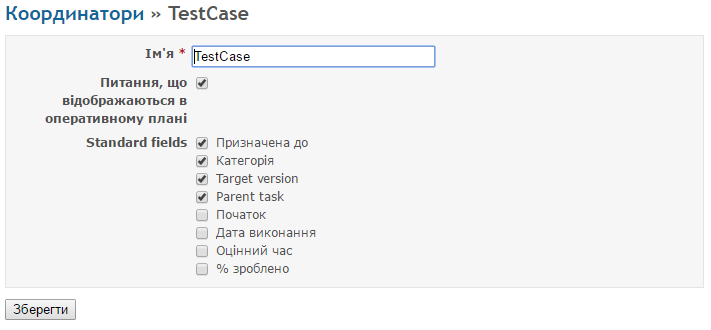 Координатори » TestCase
Ім'я * TestCase
Питання, що
відображаються в
оперативному плані
Standard fields Призначена до
Категорія
Target version
Parent task
Початок
Дата виконання
Оцінний час
% зроблено
Зберегти